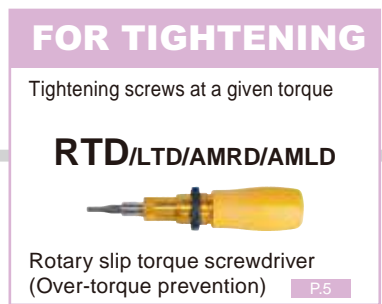 FOR TIGHTENING
Tightening screws at a given torque
RTD/LTD/AMRD/AMLD
Rotary slip torque screwdriver
(Over-torque prevention) P.5